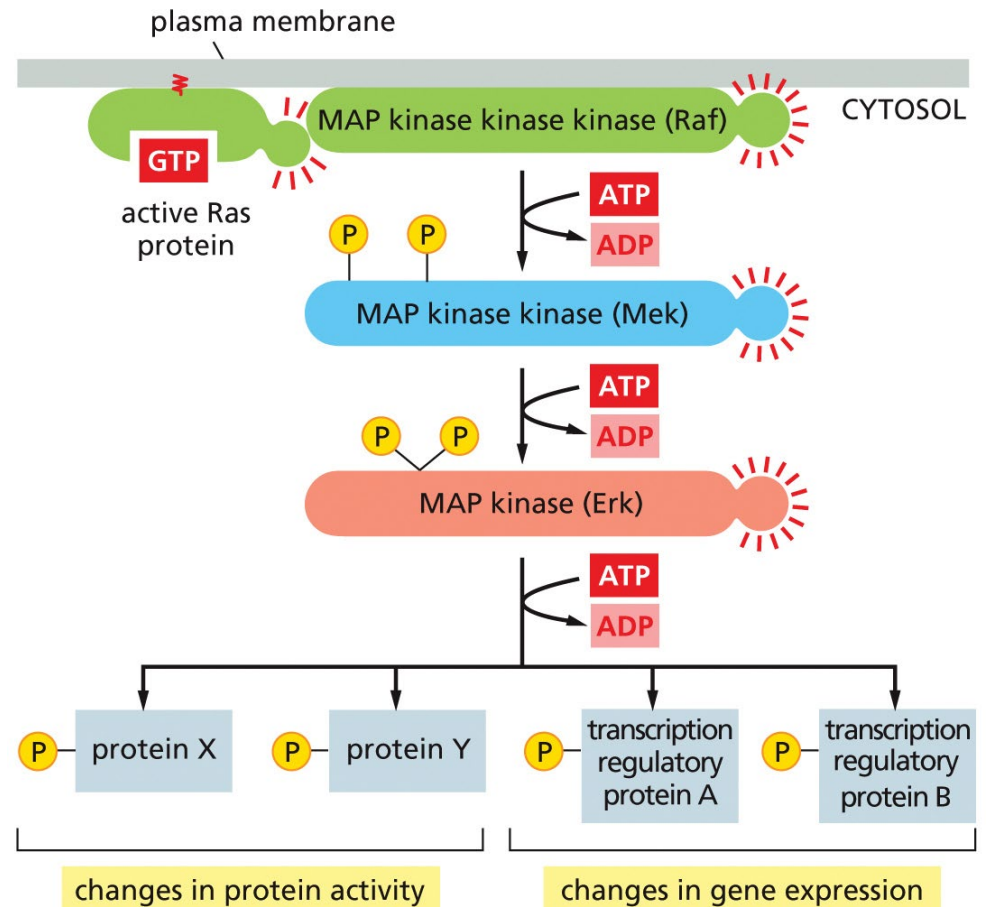 plasma membrane
CYTOSOL
MAP kinase kinase kinase (Raf)
GTP
active Ras
protein
ATP
ADP
P
P
MAP kinase kinase (Mek)
ATP
ADP
P
P
MAP kinase (Erk)
ATP
ADP
P
protein X
P
protein Y
P
transcription
regulatory
protein A
P
transcription
regulatory
protein B
changes in protein activity
changes in gene expression